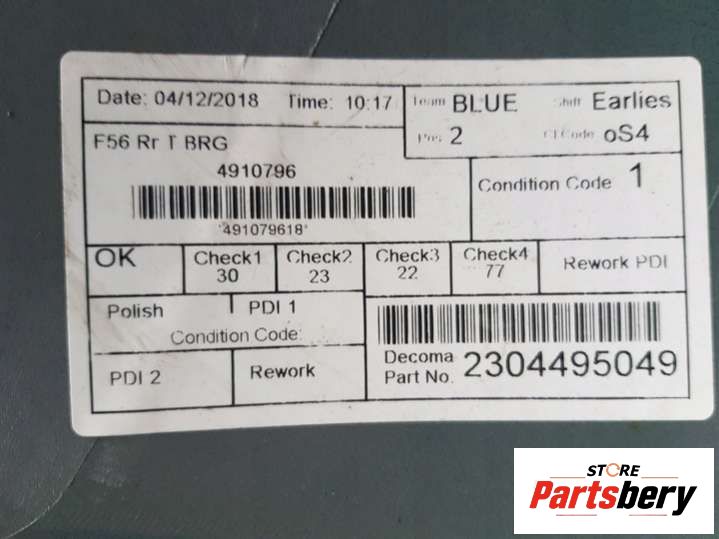 Date: 04/12/2018 Time: 10:17 Team BLUE Shift Earlies
Pos: 2 Cl Code: oS4
F56 Rr T BRG
4910796
Condition Code 1
'491079618'
OK Check1 Check2 Check3 Check4 Rework PDI
30 23 22 77
Polish PDI 1
Condition Code:
Decoma 2304495049
Part No.
PDI 2 Rework
STORE
Partsbery